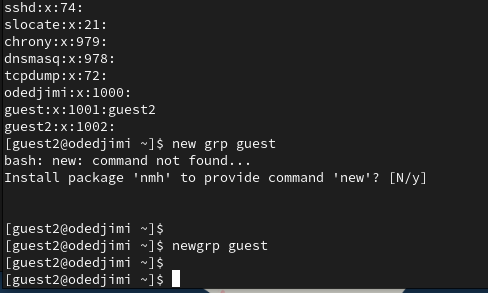 sshd:x:74:
slocate:x:21:
chrony:x:979:
dnsmasq:x:978:
tcpdump:x:72:
odedjimi:x:1000:
guest:x:1001:guest2
guest2:x:1002:
[guest2@odedjimi ~]$ new grp guest
bash: new: command not found...
Install package 'nmh' to provide command 'new'? [N/y]
[guest2@odedjimi ~]$
[guest2@odedjimi ~]$ newgrp guest
[guest2@odedjimi ~]$
[guest2@odedjimi ~]$